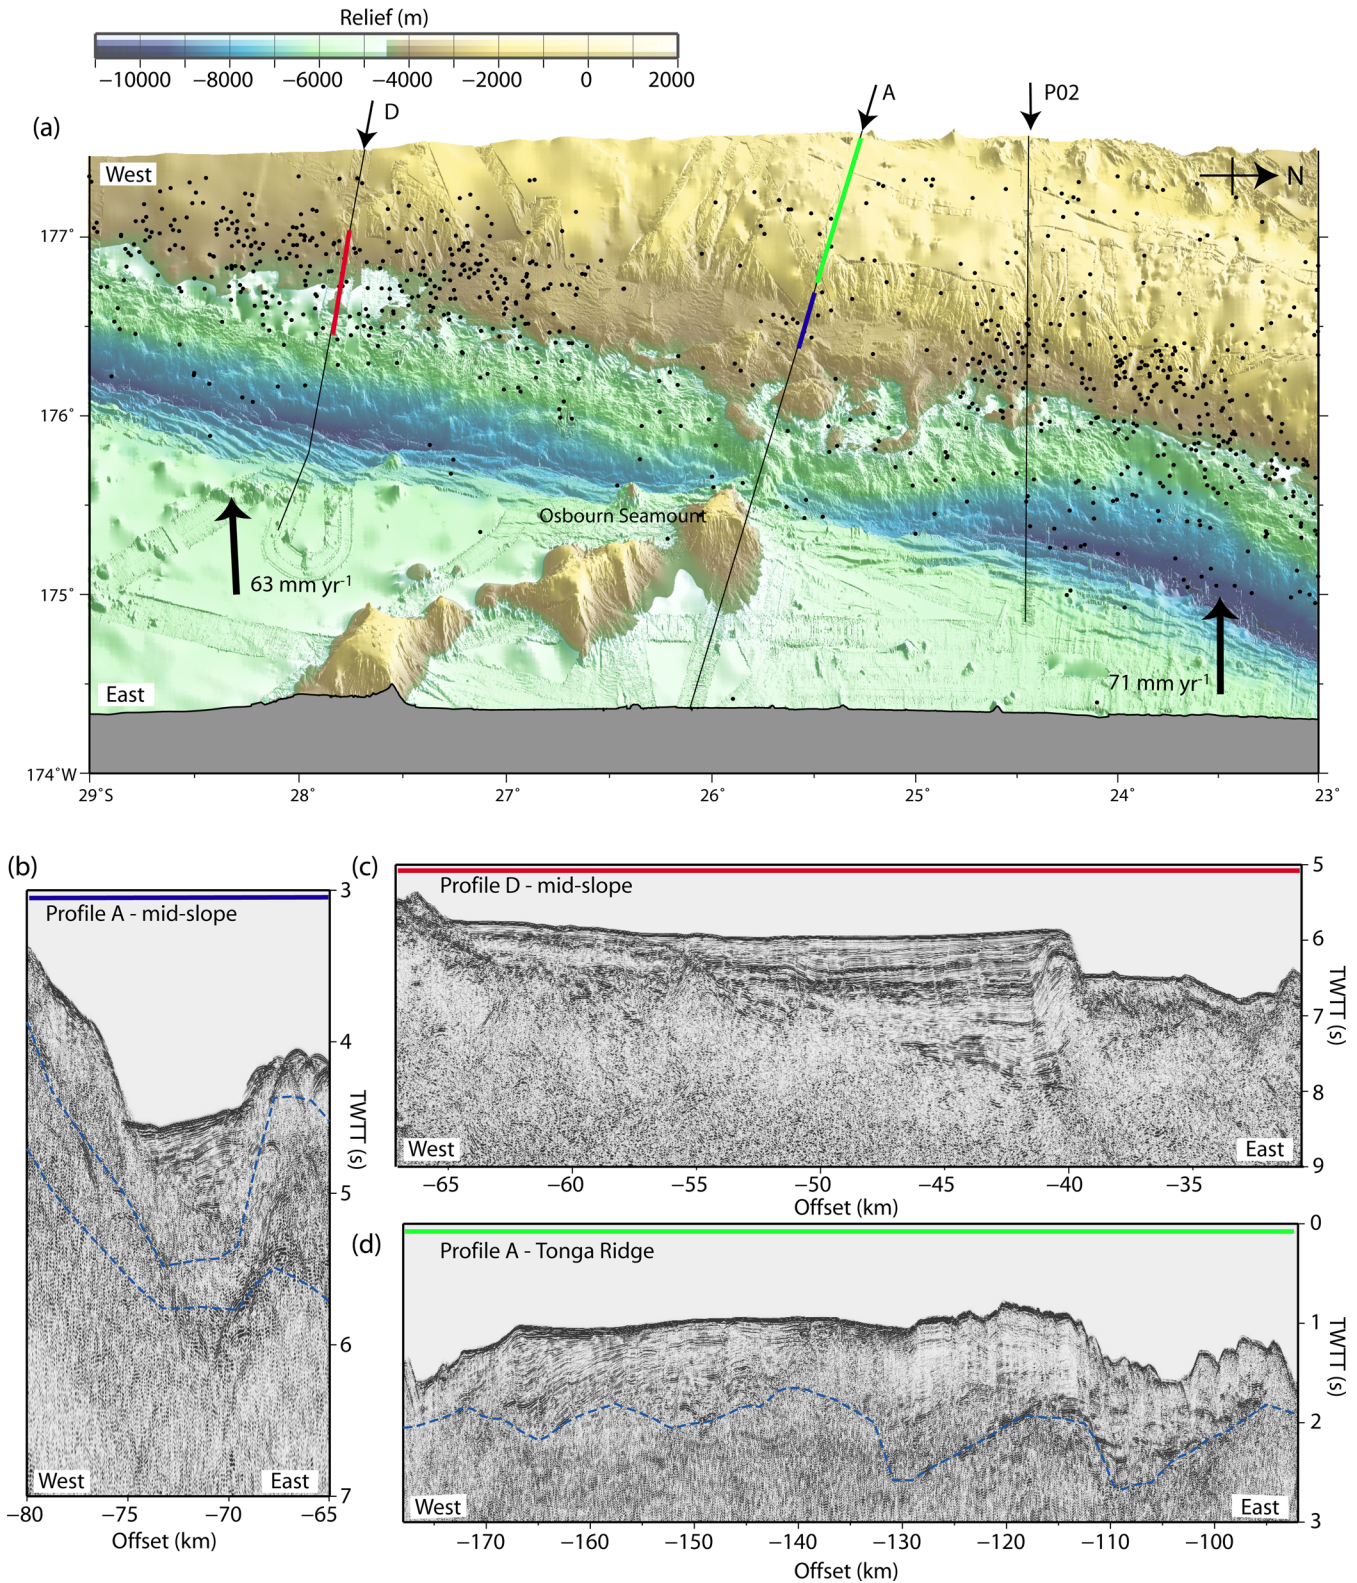 Relief (m)
−10000 −8000 −6000 −4000 −2000 0 2000
(a)
D
A
P02
West
N
177˚
176˚
Osbourn Seamount
63 mm yr-1
175˚
71 mm yr-1
East
174˚W
29˚S 28˚ 27˚ 26˚ 25˚ 24˚ 23˚
(b)
Profile A - mid-slope
3
4
5
6
7
TWTT (s)
West
East
−80 −75 −70 −65
Offset (km)
(c)
Profile D - mid-slope
5
6
7
8
9
TWTT (s)
West
East
−65 −60 −55 −50 −45 −40 −35
Offset (km)
(d)
Profile A - Tonga Ridge
0
1
2
3
TWTT (s)
West
East
−170 −160 −150 −140 −130 −120 −110 −100
Offset (km)